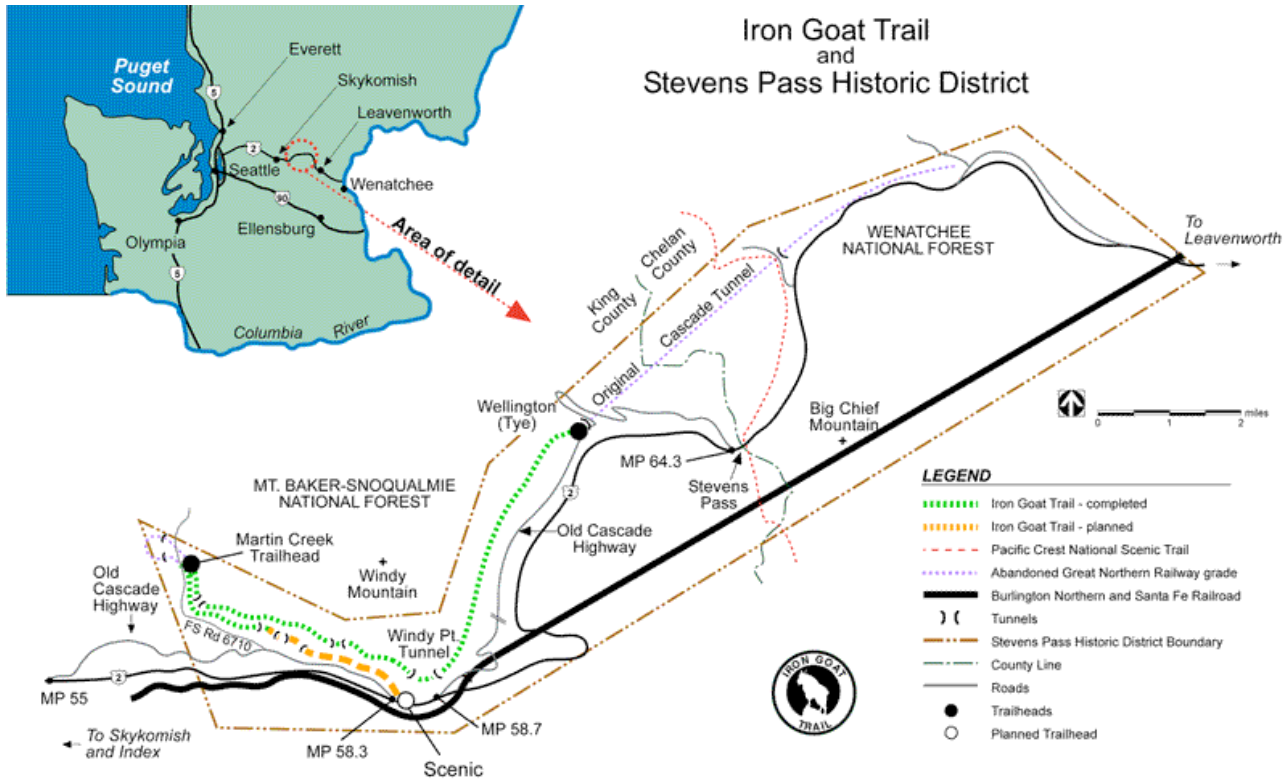 Iron Goat Trail
and
Stevens Pass Historic District
Everett
Puget
Sound
Skykomish
Leavenworth
5
2
Seattle
Wenatchee
90
Ellensburg
Olympia
5
Area of detail
Columbia River
To
Leavenworth
WENATCHEE
NATIONAL FOREST
Chelan
County
King
County
Original Cascade Tunnel
Wellington
(Tye)
Big Chief
Mountain
MP 64.3
Stevens
Pass
2
0 1 2 miles
MT. BAKER-SNOQUALMIE
NATIONAL FOREST
Old Cascade
Highway
Martin Creek
Trailhead
Windy
Mountain
Old
Cascade
Highway
FS Rd 6710
Windy Pt.
Tunnel
MP 55
2
MP 58.7
MP 58.3
To Skykomish
and Index
Scenic
IRON GOAT
TRAIL
LEGEND
Iron Goat Trail - completed
Iron Goat Trail - planned
Pacific Crest National Scenic Trail
Abandoned Great Northern Railway grade
Burlington Northern and Santa Fe Railroad
Tunnels
Stevens Pass Historic District Boundary
County Line
Roads
Trailheads
Planned Trailhead